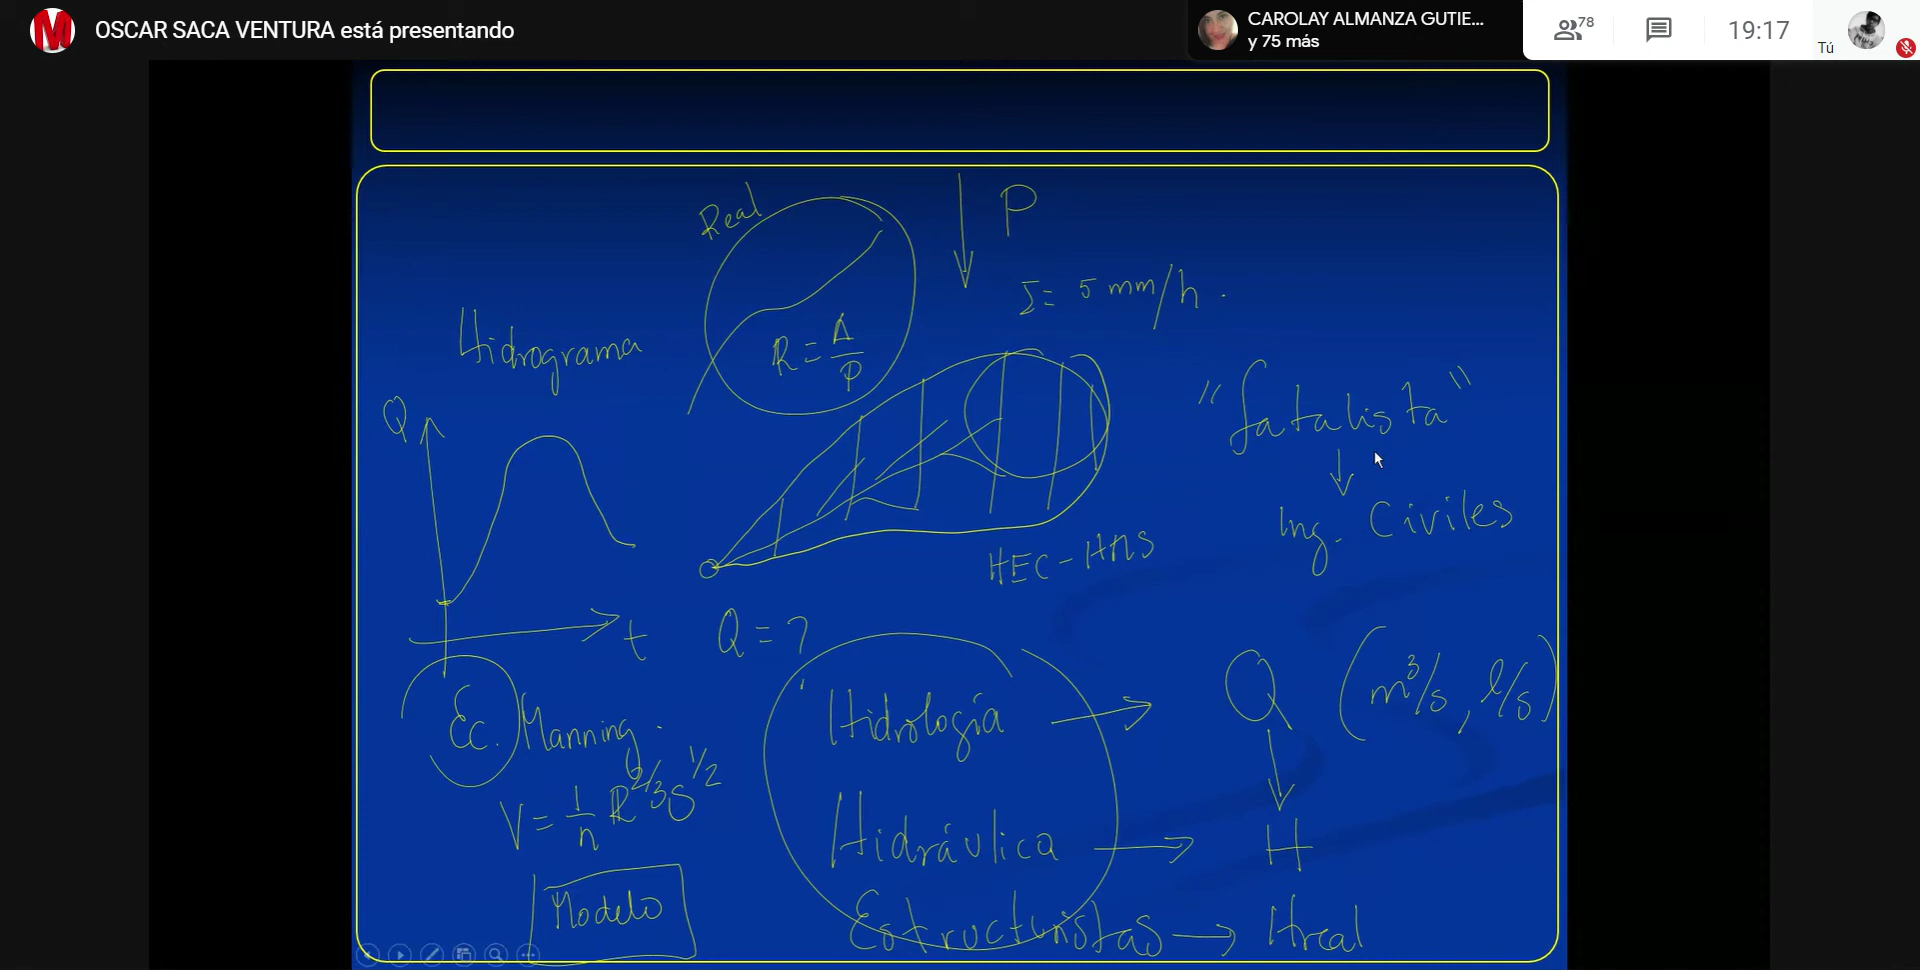 OSCAR SACA VENTURA está presentando
CAROLAY ALMANZA GUTIE...
y 75 más
78
19:17
Tú
Real
P
I = 5 mm/h.
Hidrograma
R = A/P
Q
"fatalista"
Ing. Civiles
HEC-HMS
t
Q = ?
Ec. Manning.
V = 1/n R^2/3 S^1/2
Modelo
Hidrología → Q (m³/s, l/s)
Hidráulica → H
Estructuristas → Hreal